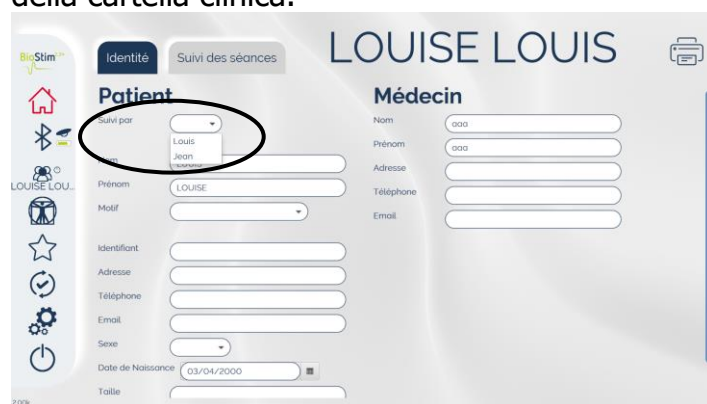 della cartella clinica.
BioStim
Identité
Suivi des séances
LOUISE LOUIS
Patient
Suivi par
Louis
Jean
Nom
LOUIS
Prénom
LOUISE
Motif
Identifiant
Adresse
Téléphone
Email
Sexe
Date de Naissance
03/04/2000
Taille
Médecin
Nom
aaa
Prénom
aaa
Adresse
Téléphone
Email
LOUISE LOU...